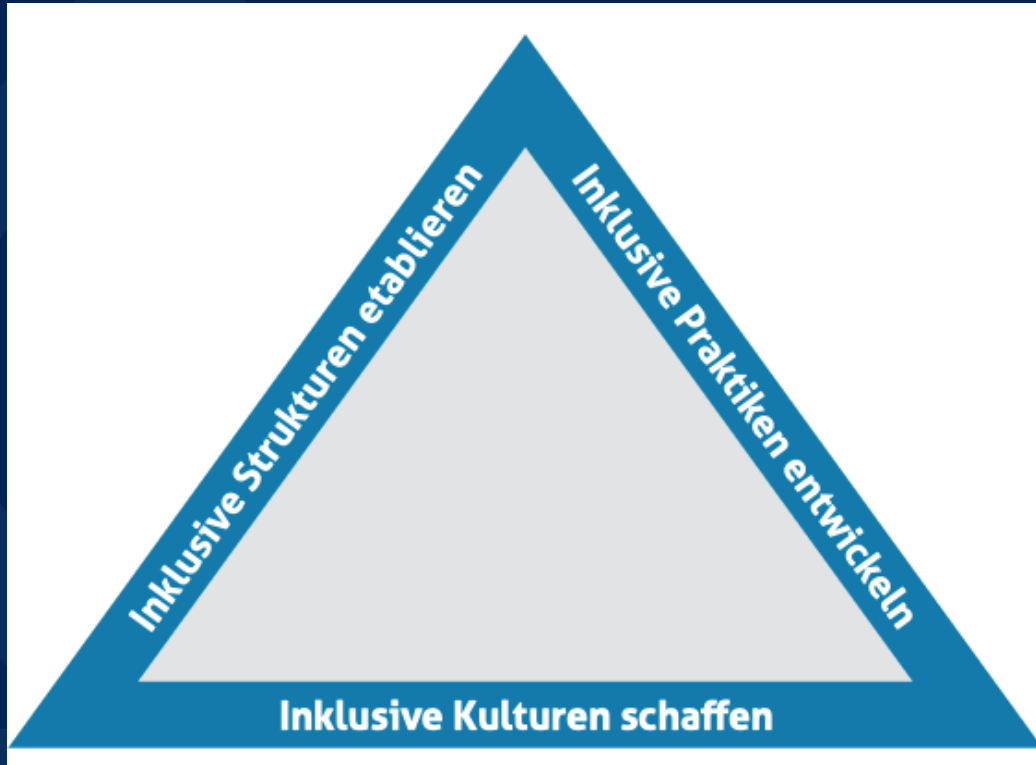 Inklusive Strukturen etablieren
Inklusive Praktiken entwickeln
Inklusive Kulturen schaffen